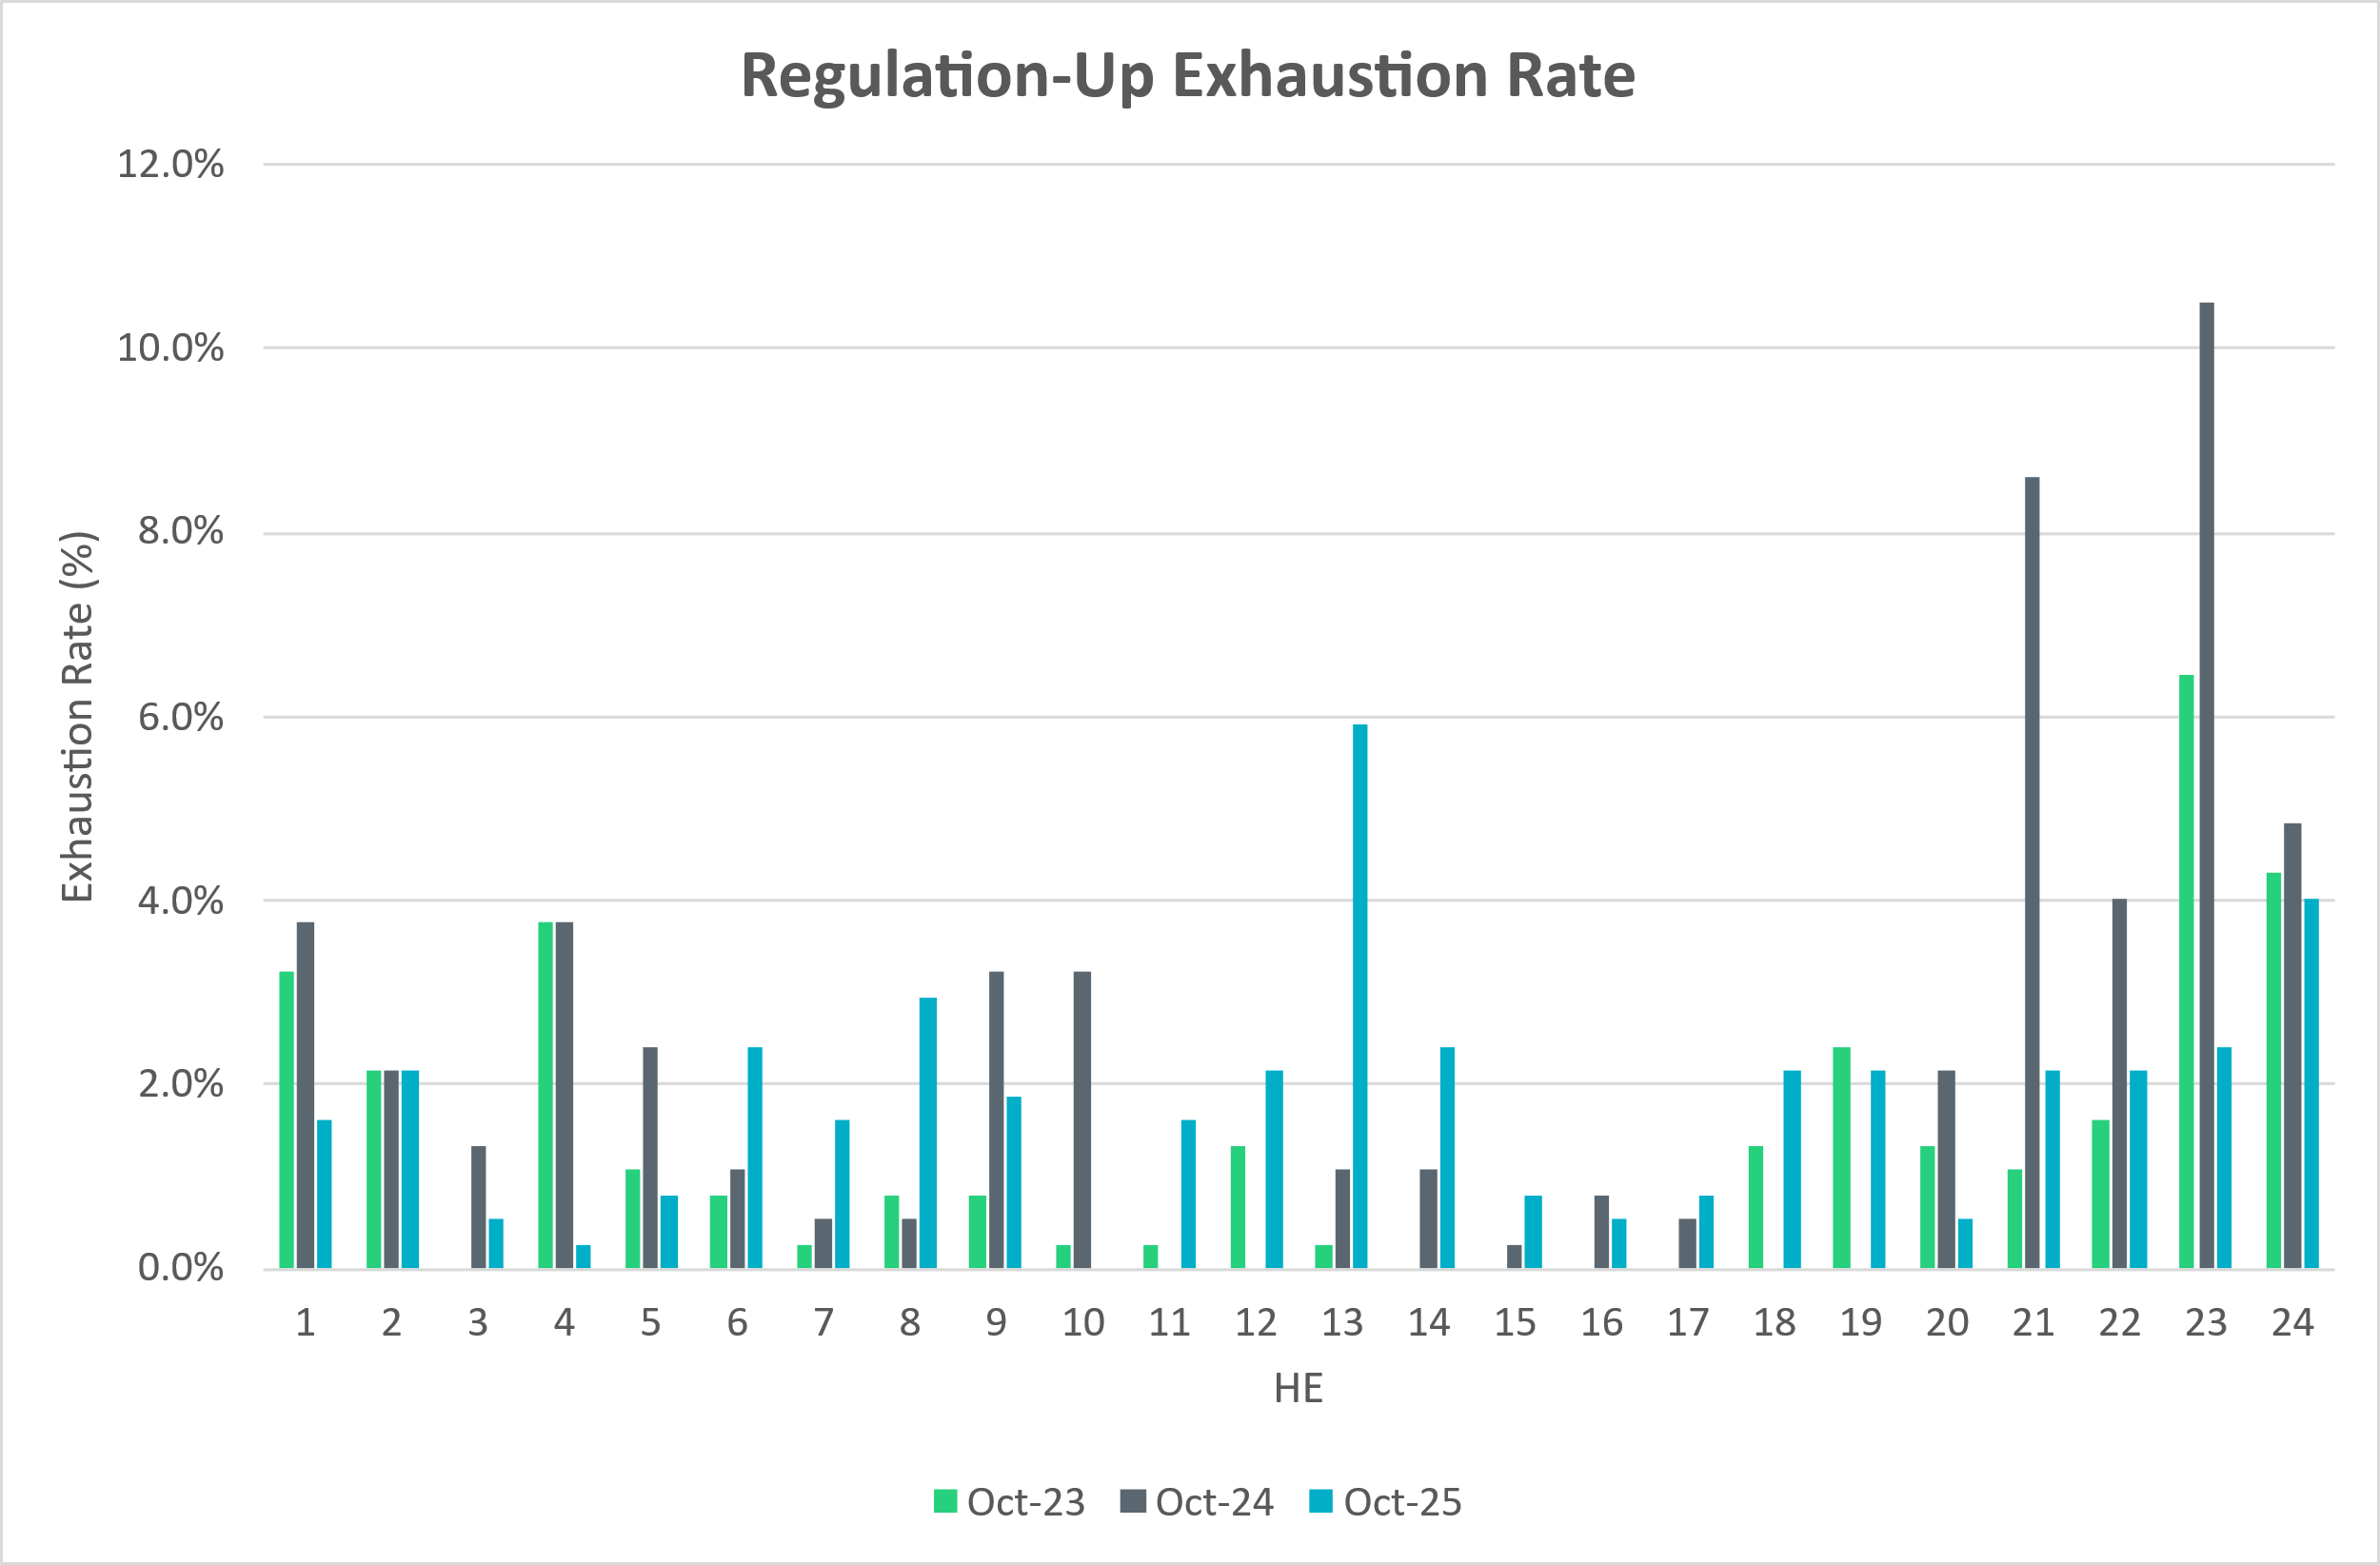 Regulation-Up Exhaustion Rate
12.0%
10.0%
8.0%
6.0%
4.0%
2.0%
0.0%
Exhaustion Rate (%)
1 2 3 4 5 6 7 8 9 10 11 12 13 14 15 16 17 18 19 20 21 22 23 24
HE
Oct-23 Oct-24 Oct-25